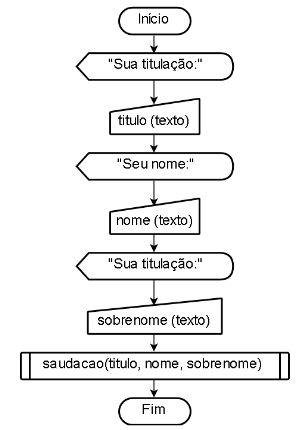 Início
"Sua titulação:"
titulo (texto)
"Seu nome:"
nome (texto)
"Sua titulação:"
sobrenome (texto)
saudacao(titulo, nome, sobrenome)
Fim